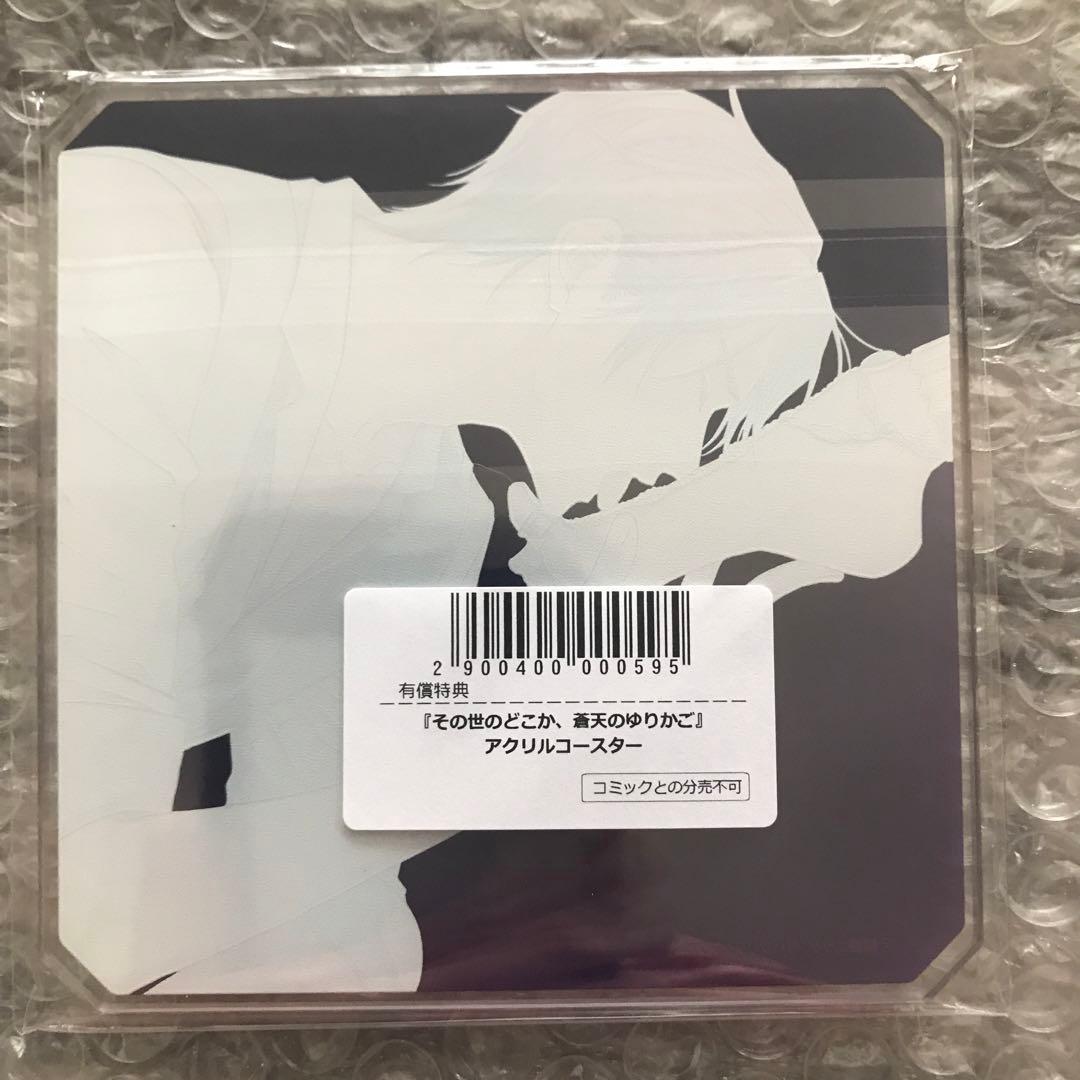 2 900400 000595
有償特典
『その世のどこか、蒼天のゆりかご』
アクリルコースター
コミックとの分売不可